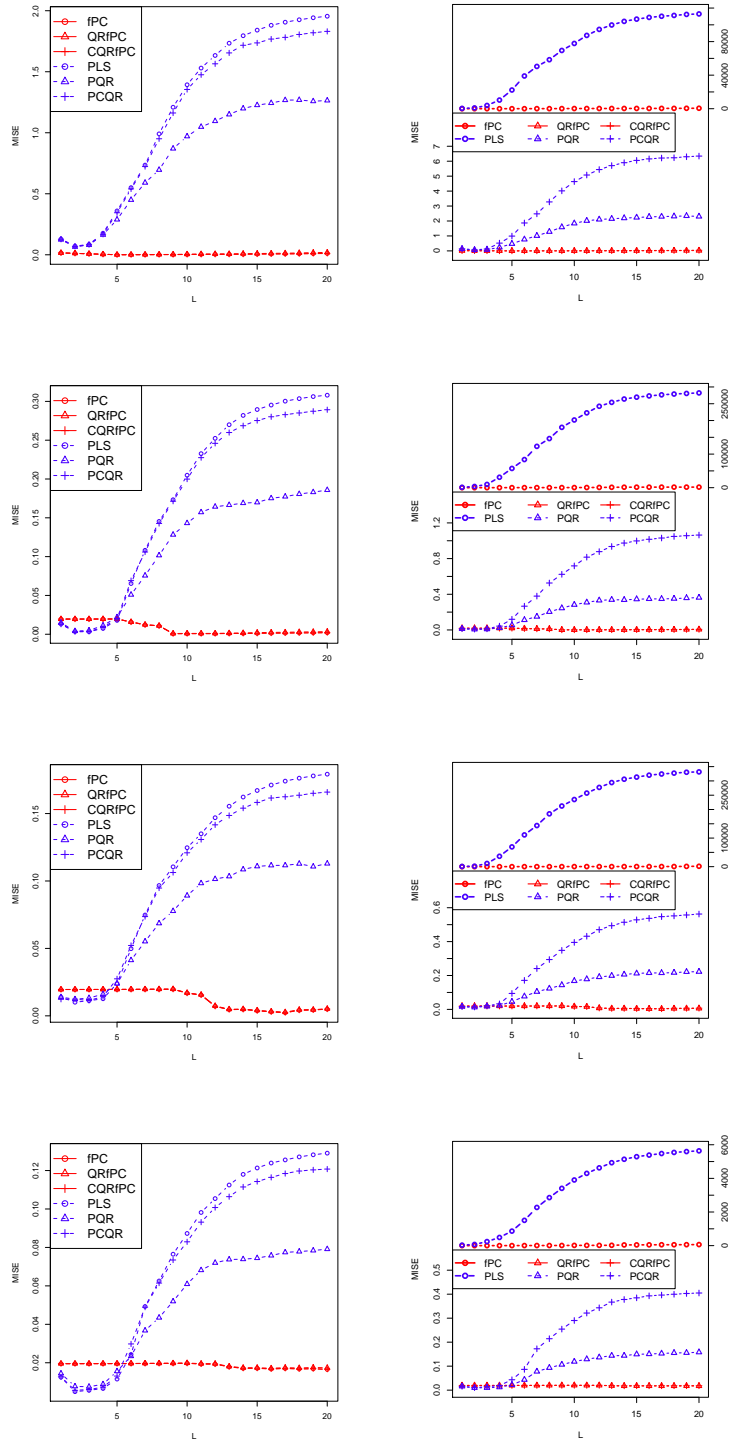 fPC
QRfPC
CQRfPC
PLS
PQR
PCQR
MISE
0.0 0.5 1.0 1.5 2.0
5 10 15 20
L
0 40000 80000
fPC QRfPC CQRfPC
PLS PQR PCQR
MISE
0 1 2 3 4 5 6 7
5 10 15 20
L
fPC
QRfPC
CQRfPC
PLS
PQR
PCQR
MISE
0.00 0.05 0.10 0.15 0.20 0.25 0.30
5 10 15 20
L
0 100000 250000
fPC QRfPC CQRfPC
PLS PQR PCQR
MISE
0.0 0.4 0.8 1.2
5 10 15 20
L
fPC
QRfPC
CQRfPC
PLS
PQR
PCQR
MISE
0.00 0.05 0.10 0.15
5 10 15 20
L
0 100000 250000
fPC QRfPC CQRfPC
PLS PQR PCQR
MISE
0.0 0.2 0.4 0.6
5 10 15 20
L
fPC
QRfPC
CQRfPC
PLS
PQR
PCQR
MISE
0.02 0.04 0.06 0.08 0.10 0.12
5 10 15 20
L
0 2000 4000 6000
fPC QRfPC CQRfPC
PLS PQR PCQR
MISE
0.0 0.1 0.2 0.3 0.4 0.5
5 10 15 20
L